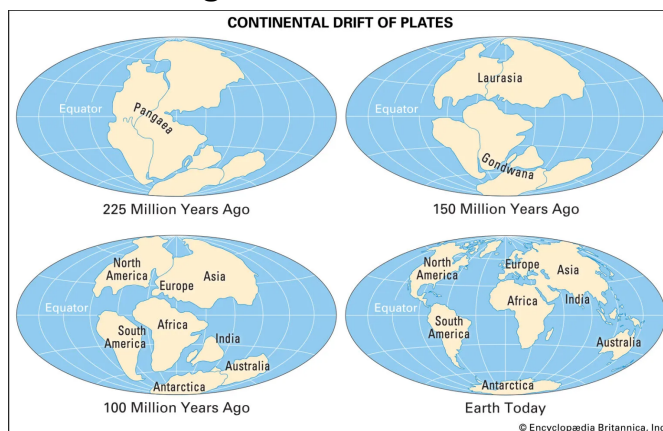 CONTINENTAL DRIFT OF PLATES
Equator
Pangaea
225 Million Years Ago
Laurasia
Gondwana
150 Million Years Ago
North
America
Asia
Europe
Equator
South
America
Africa
India
Australia
Antarctica
100 Million Years Ago
North
America
Europe
Asia
Equator
Africa
India
South
America
Australia
Antarctica
Earth Today
© Encyclopædia Britannica, Inc